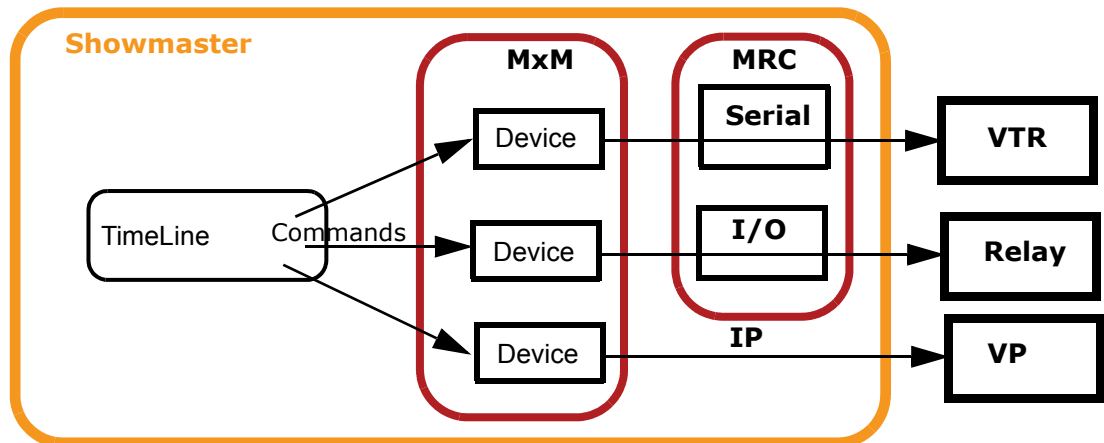 Showmaster
MxM
MRC
Device
Serial
VTR
TimeLine
Commands
Device
I/O
Relay
Device
IP
VP